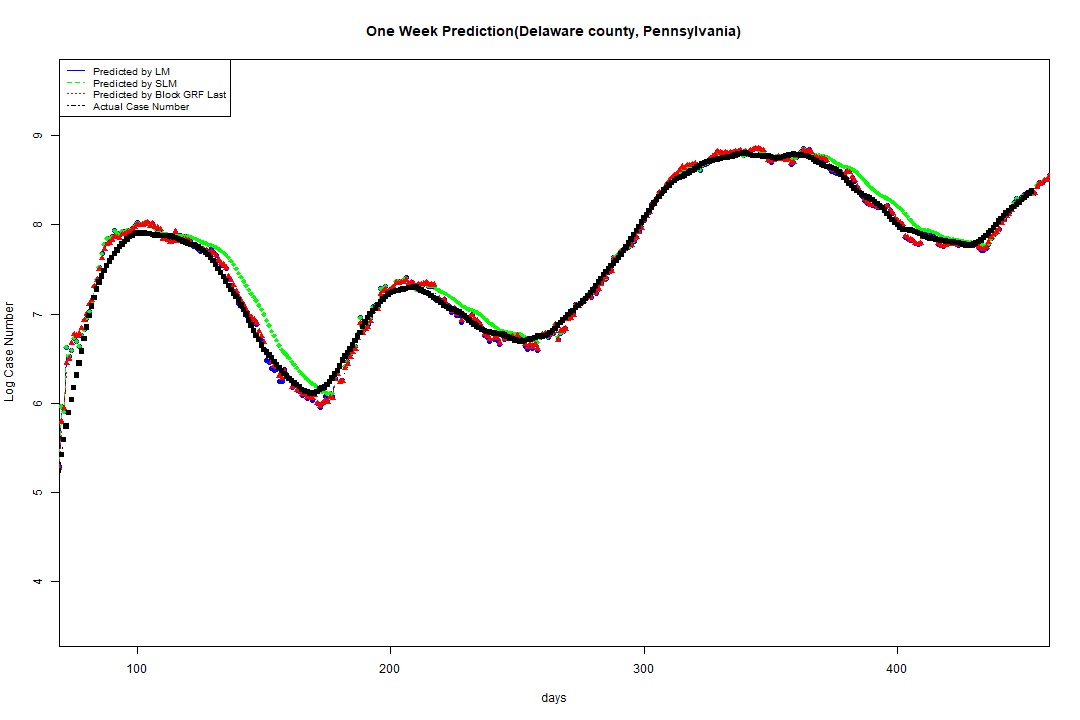 One Week Prediction(Delaware county, Pennsylvania)
Predicted by LM
Predicted by SLM
Predicted by Block GRF Last
Actual Case Number
9
8
7
6
5
4
Log Case Number
100 200 300 400
days